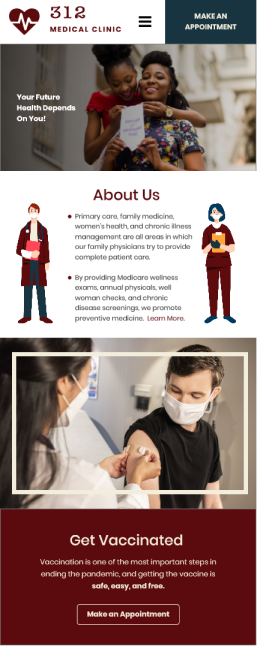 312
MEDICAL CLINIC
MAKE AN
APPOINTMENT
Your Future
Health Depends
On You!
About Us
Primary care, family medicine,
women's health, and chronic illness
management are all areas in which
our family physicians try to provide
complete patient care.
By providing Medicare wellness
exams, annual physicals, well
woman checks, and chronic
disease screenings, we promote
preventive medicine. Learn More.
Get Vaccinated
Vaccination is one of the most important steps in
ending the pandemic, and getting the vaccine is
safe, easy, and free.
Make an Appointment